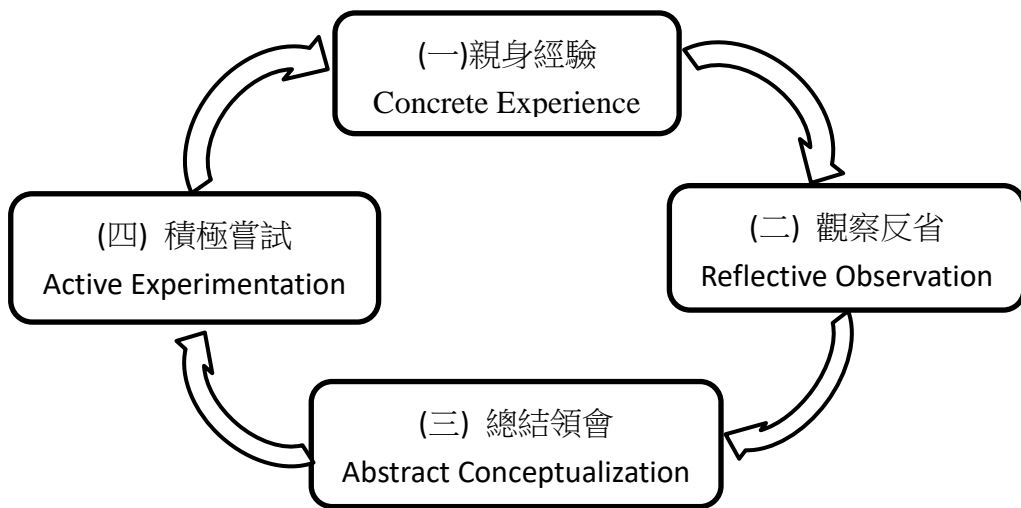 (一)親身經驗
Concrete Experience
(二) 觀察反省
Reflective Observation
(三) 總結領會
Abstract Conceptualization
(四) 積極嘗試
Active Experimentation